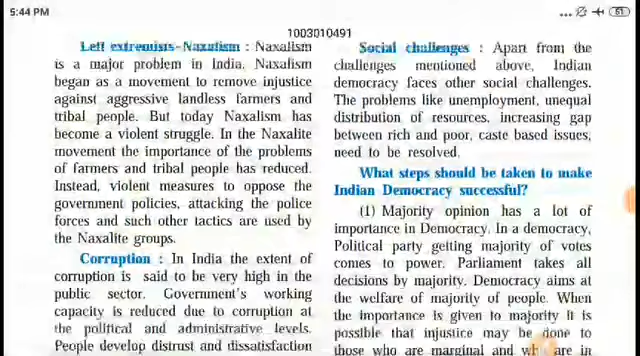 5:44 PM
51
1003010491
Left extremists-Naxalism : Naxalism
is a major problem in India. Naxalism
began as a movement to remove injustice
against aggressive landless farmers and
tribal people. But today Naxalism has
become a violent struggle. In the Naxalite
movement the importance of the problems
of farmers and tribal people has reduced.
Instead, violent measures to oppose the
government policies, attacking the police
forces and such other tactics are used by
the Naxalite groups.
Corruption : In India the extent of
corruption is said to be very high in the
public sector. Government's working
capacity is reduced due to corruption at
the political and administrative levels.
People develop distrust and dissatisfaction
Social challenges : Apart from the
challenges mentioned above, Indian
democracy faces other social challenges.
The problems like unemployment, unequal
distribution of resources, increasing gap
between rich and poor, caste based issues,
need to be resolved.
What steps should be taken to make
Indian Democracy successful?
(1) Majority opinion has a lot of
importance in Democracy. In a democracy,
Political party getting majority of votes
comes to power. Parliament takes all
decisions by majority. Democracy aims at
the welfare of majority of people. When
the importance is given to majority it is
possible that injustice may be done to
those who are marginal and are in